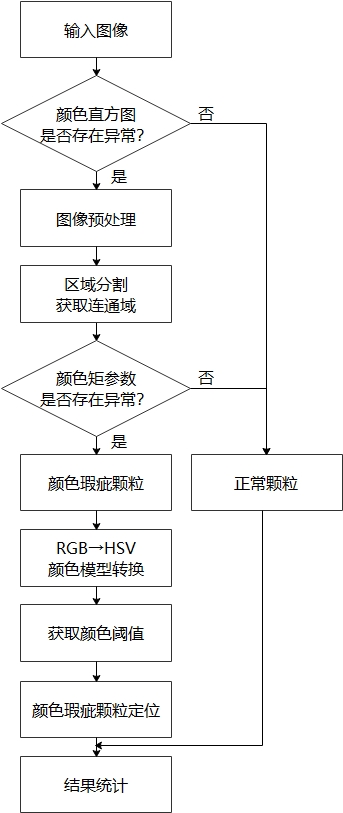 输入图像
颜色直方图
是否存在异常?
否
是
图像预处理
区域分割
获取连通域
颜色矩参数
是否存在异常?
否
是
颜色瑕疵颗粒
正常颗粒
RGB→HSV
颜色模型转换
获取颜色阈值
颜色瑕疵颗粒定位
结果统计